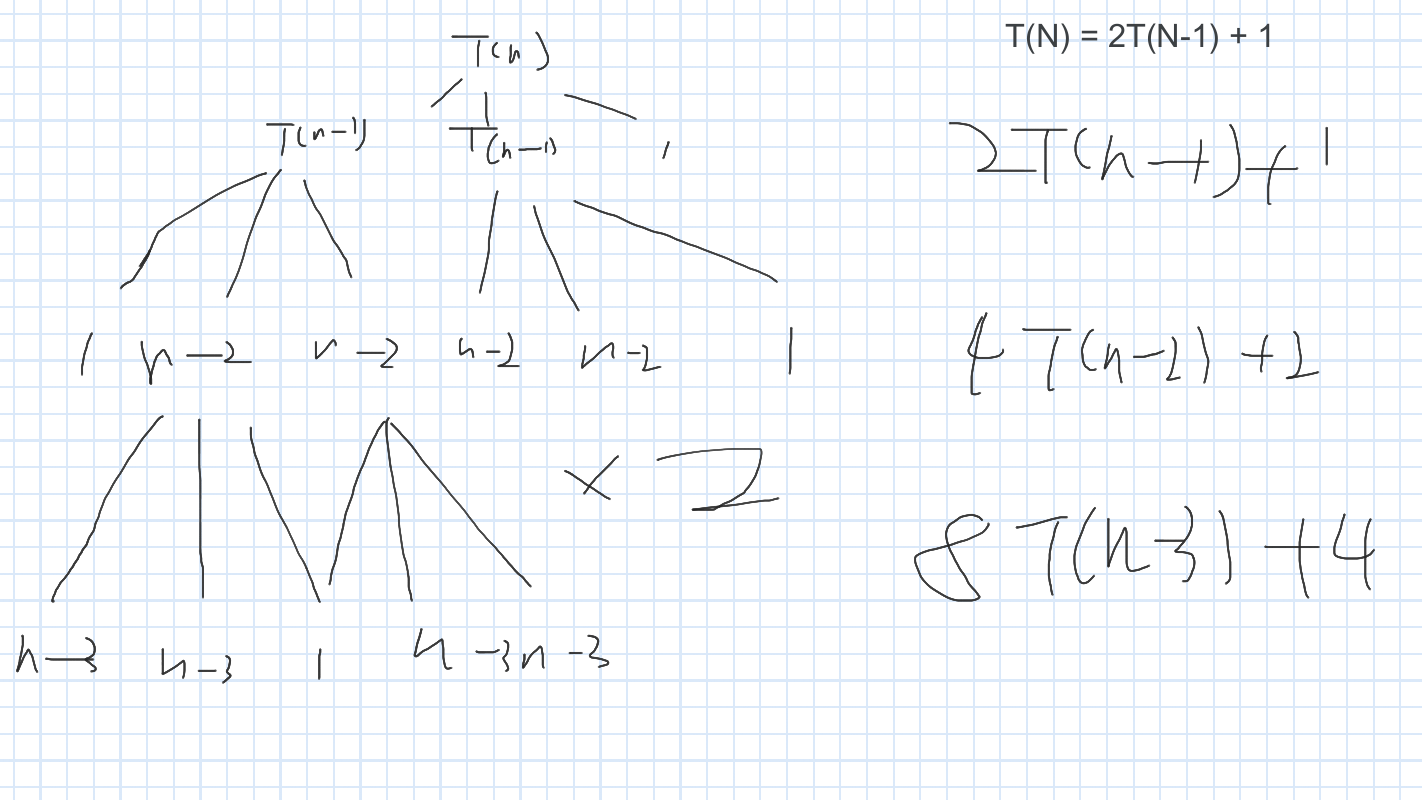 T(N) = 2T(N-1) + 1
T(n)
T(n-1) T(n-1) 1
2T(n-1)+1
1 n-2 n-2 n-2 n-2 1
4T(n-2)+2
x 2
8T(n-3)+4
n-3 n-3 1 n-3 n-3